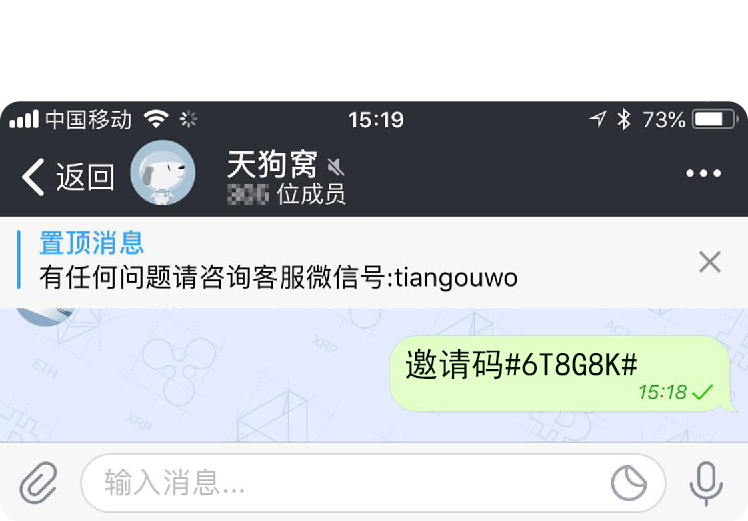 中国移动
15:19
73%
返回
天狗窝
位成员
置顶消息
有任何问题请咨询客服微信号:tiangouwo
XRP
ACT
ETH
XRP
邀请码#6T8G8K#
15:18
输入消息...